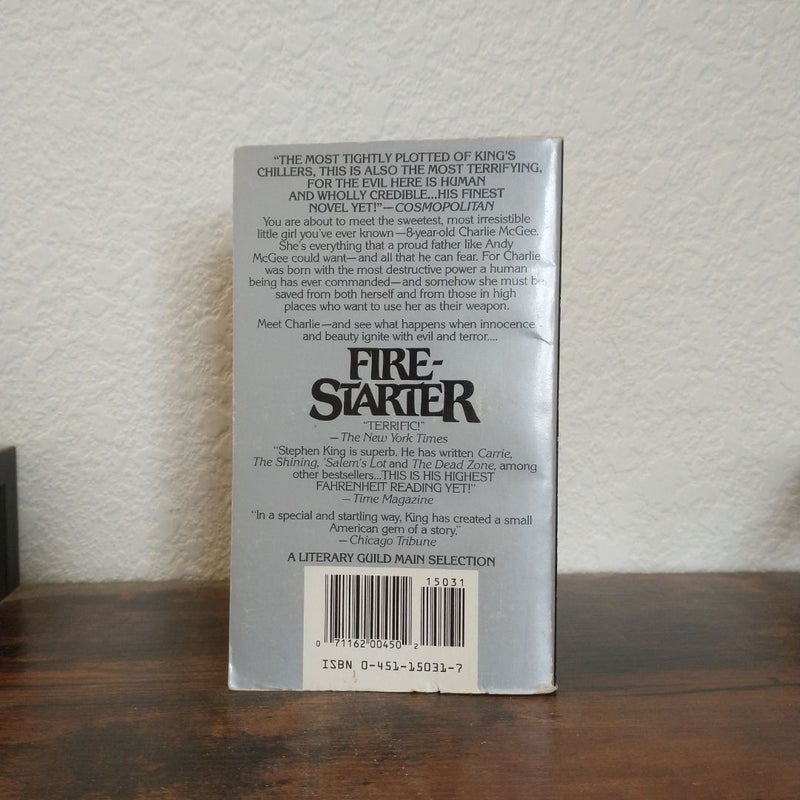 “THE MOST TIGHTLY PLOTTED OF KING’S
CHILLERS, THIS IS ALSO THE MOST TERRIFYING,
FOR THE EVIL HERE IS HUMAN
AND WHOLLY CREDIBLE...HIS FINEST
NOVEL YET!”—COSMOPOLITAN
You are about to meet the sweetest, most irresistible
little girl you’ve ever known—8-year-old Charlie McGee.
She’s everything that a proud father like Andy
McGee could want—and all that he can fear. For Charlie
was born with the most destructive power a human
being has ever commanded—and somehow she must be
saved from both herself and from those in high
places who want to use her as their weapon.
Meet Charlie—and see what happens when innocence
and beauty ignite with evil and terror....
FIRE-
STARTER
“TERRIFIC!”
—The New York Times
“Stephen King is superb. He has written Carrie,
The Shining, ’Salem’s Lot and The Dead Zone, among
other bestsellers...THIS IS HIS HIGHEST
FAHRENHEIT READING YET!”
—Time Magazine
“In a special and startling way, King has created a small
American gem of a story.”
—Chicago Tribune
A LITERARY GUILD MAIN SELECTION
15031
0 71162 00450 2
ISBN 0-451-15031-7